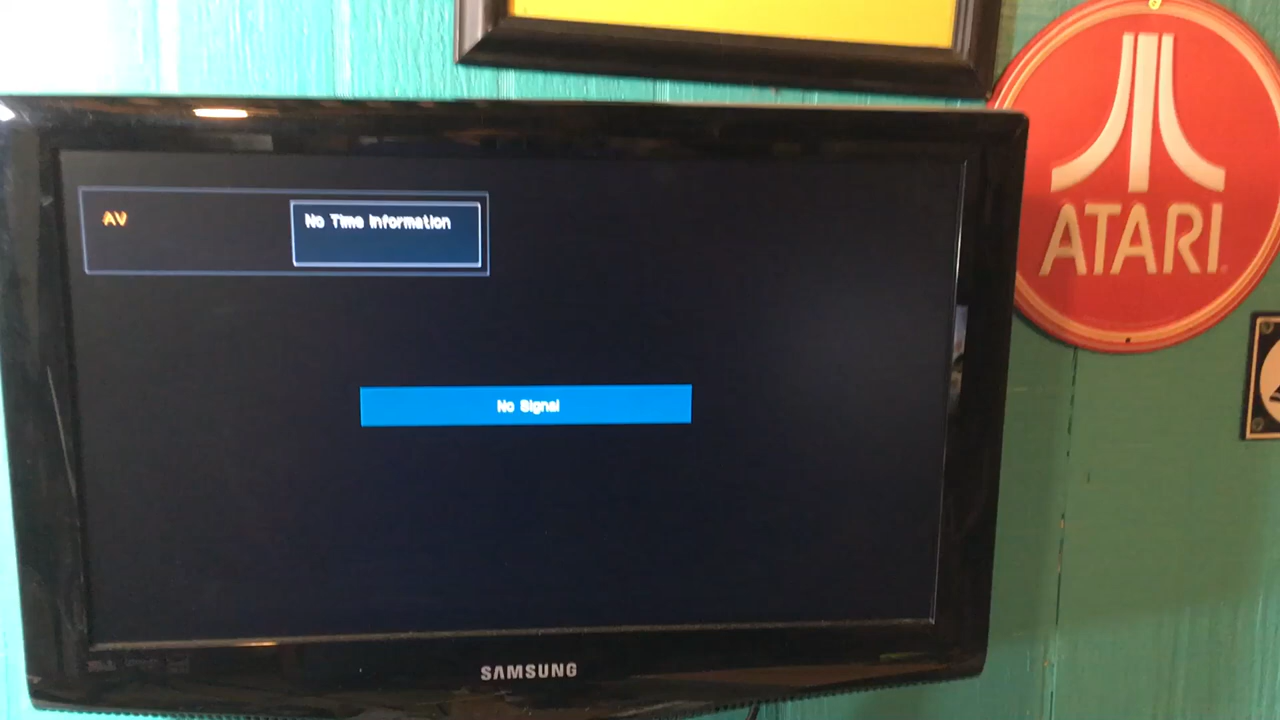 AV
No Time Information
No Signal
SAMSUNG
ATARI